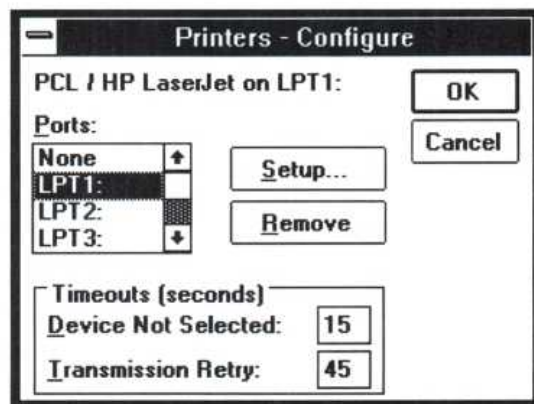 Printers - Configure
PCL / HP LaserJet on LPT1:
OK
Ports:
Cancel
None
LPT1:
LPT2:
LPT3:
Setup...
Remove
Timeouts (seconds)
Device Not Selected: 15
Transmission Retry: 45